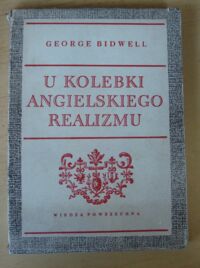 GEORGE BIDWELL
U KOLEBKI
ANGIELSKIEGO
REALIZMU
WIEDZA POWSZECHNA